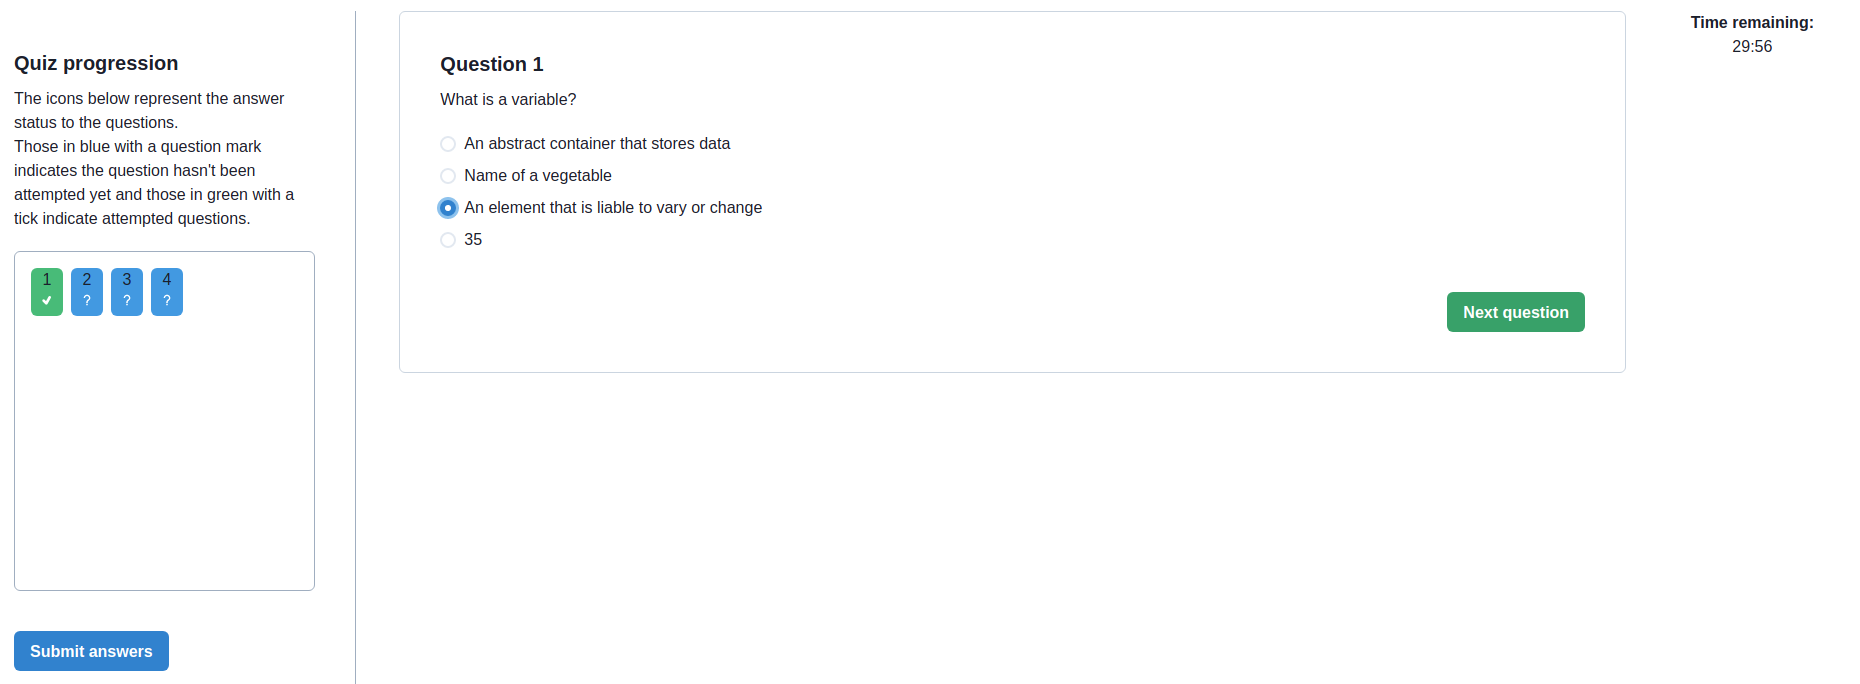 Quiz progression
The icons below represent the answer
status to the questions.
Those in blue with a question mark
indicates the question hasn't been
attempted yet and those in green with a
tick indicate attempted questions.
1 2 3 4
? ? ?
Submit answers
Question 1
What is a variable?
An abstract container that stores data
Name of a vegetable
An element that is liable to vary or change
35
Next question
Time remaining:
29:56